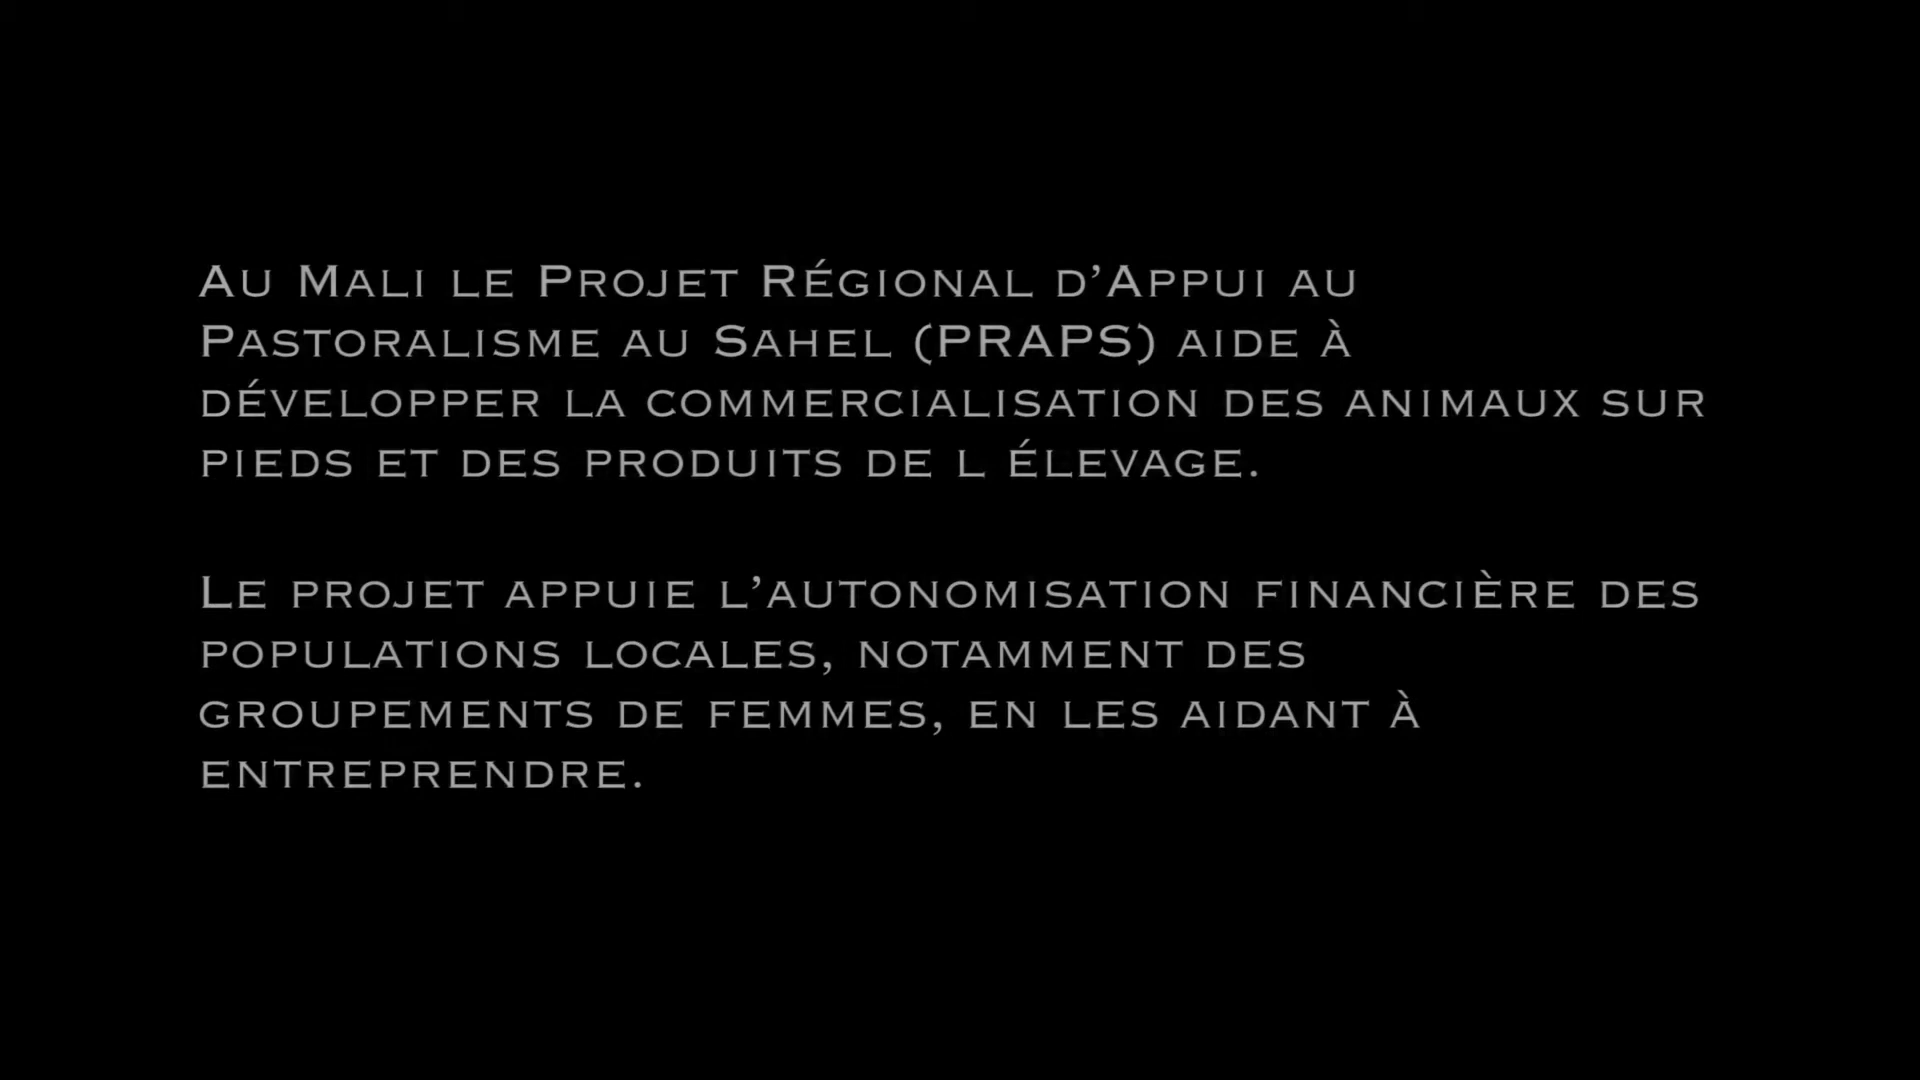 Au Mali le Projet Régional d’Appui au
Pastoralisme au Sahel (PRAPS) aide à
développer la commercialisation des animaux sur
pieds et des produits de l élevage.
Le projet appuie l’autonomisation financière des
populations locales, notamment des
groupements de femmes, en les aidant à
entreprendre.